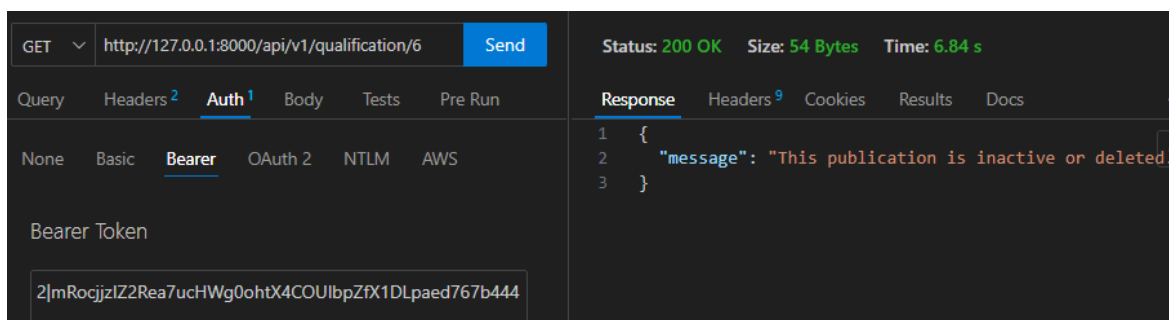 GET http://127.0.0.1:8000/api/v1/qualification/6 Send
Query Headers 2 Auth 1 Body Tests Pre Run
None Basic Bearer OAuth 2 NTLM AWS
Bearer Token
2|mRocjjzIZ2Rea7ucHWg0ohtX4COUIbpZfX1DLpaed767b444
Status: 200 OK Size: 54 Bytes Time: 6.84 s
Response Headers 9 Cookies Results Docs
1 {
2 "message": "This publication is inactive or deleted.
3 }